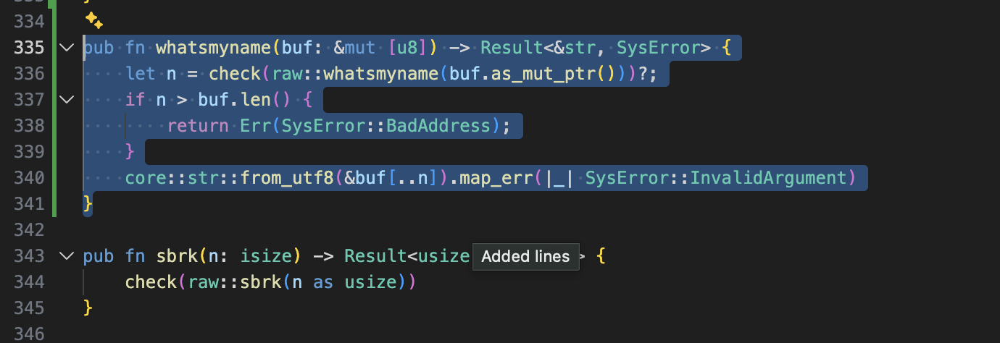 334
335 pub fn whatsmyname(buf: &mut [u8]) -> Result<&str, SysError> {
336     let n = check(raw::whatsmyname(buf.as_mut_ptr()))?;
337     if n > buf.len() {
338         return Err(SysError::BadAddress);
339     }
340     core::str::from_utf8(&buf[..n]).map_err(|_| SysError::InvalidArgument)
341 }
342
343 pub fn sbrk(n: isize) -> Result<usize Added lines > {
344     check(raw::sbrk(n as usize))
345 }
346